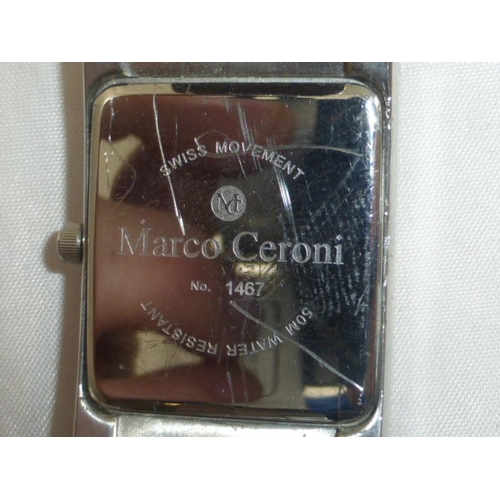 SWISS MOVEMENT
MC
Marco Ceroni
No. 1467
50M WATER RESISTANT